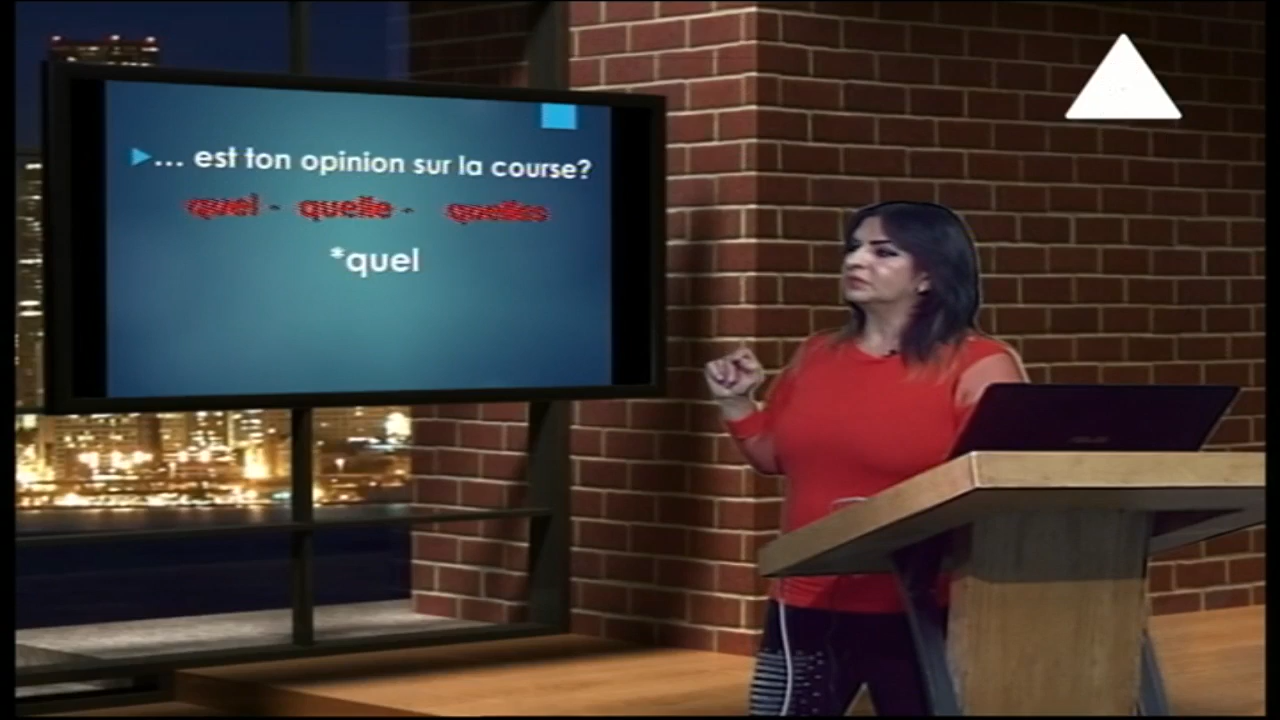 ... est ton opinion sur la course?
quel - quelle - quelles
*quel